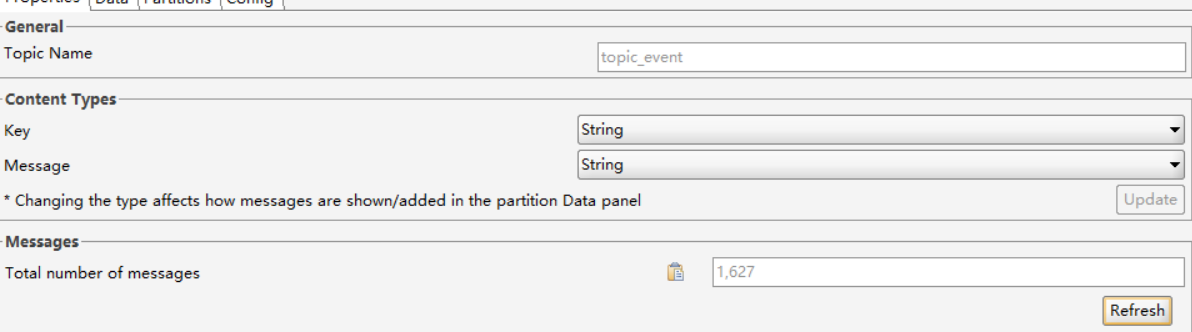 Properties Data Partitions Config
General
Topic Name topic_event
Content Types
Key String
Message String
* Changing the type affects how messages are shown/added in the partition Data panel Update
Messages
Total number of messages 1,627
Refresh